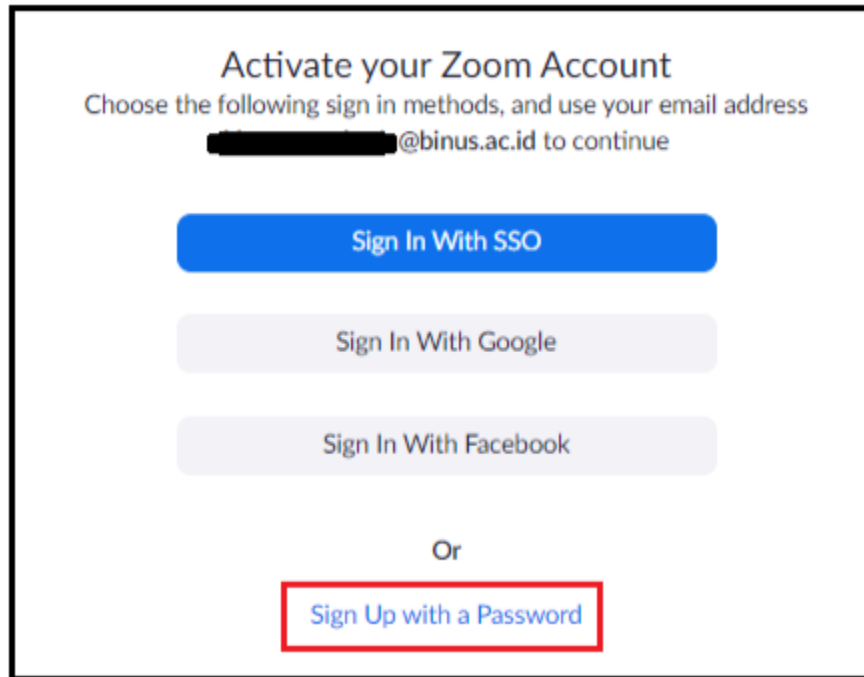 Activate your Zoom Account
Choose the following sign in methods, and use your email address
@binus.ac.id to continue
Sign In With SSO
Sign In With Google
Sign In With Facebook
Or
Sign Up with a Password